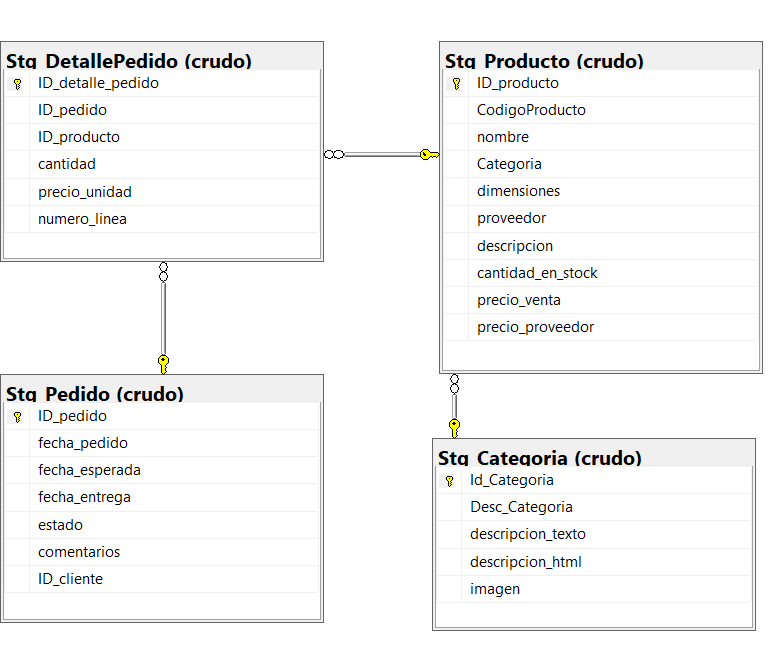 Stg_DetallePedido (crudo)
ID_detalle_pedido
ID_pedido
ID_producto
cantidad
precio_unidad
numero_linea
Stg_Producto (crudo)
ID_producto
CodigoProducto
nombre
Categoria
dimensiones
proveedor
descripcion
cantidad_en_stock
precio_venta
precio_proveedor
Stg_Pedido (crudo)
ID_pedido
fecha_pedido
fecha_esperada
fecha_entrega
estado
comentarios
ID_cliente
Stg_Categoria (crudo)
Id_Categoria
Desc_Categoria
descripcion_texto
descripcion_html
imagen